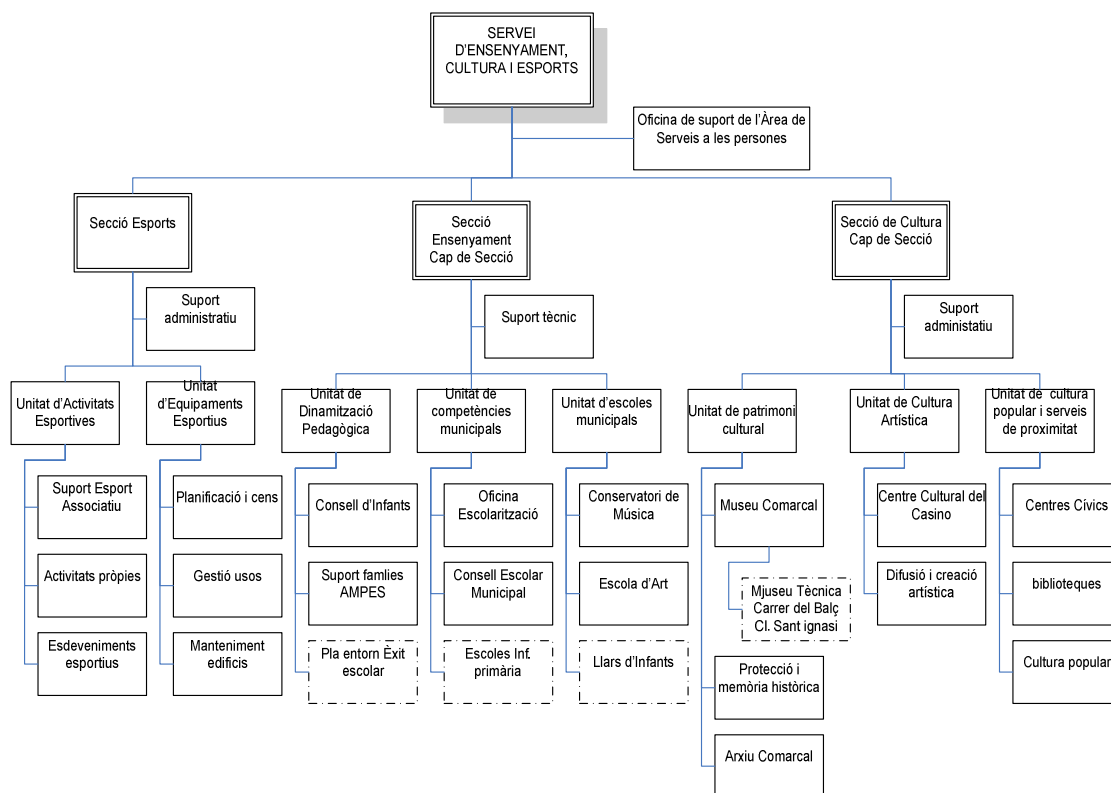 SERVEI
D'ENSENYAMENT,
CULTURA I ESPORTS
Oficina de suport de l'Àrea de
Serveis a les persones
Secció Esports
Secció
Ensenyament
Cap de Secció
Secció de Cultura
Cap de Secció
Suport
administratiu
Suport tècnic
Suport
administatiu
Unitat d'Activitats
Esportives
Unitat
d'Equipaments
Esportius
Unitat de
Dinamització
Pedagògica
Unitat de
competències
municipals
Unitat d'escoles
municipals
Unitat de patrimoni
cultural
Unitat de Cultura
Artística
Unitat de cultura
popular i serveis
de proximitat
Suport Esport
Associatiu
Planificació i cens
Consell d'Infants
Oficina
Escolarització
Conservatori de
Música
Museu Comarcal
Centre Cultural del
Casino
Centres Cívics
Activitats pròpies
Gestió usos
Suport famlies
AMPES
Consell Escolar
Municipal
Escola d'Art
Mjuseu Tècnica
Carrer del Balç
CI. Sant ignasi
Difusió i creació
artística
biblioteques
Esdeveniments
esportius
Manteniment
edificis
Pla entorn Èxit
escolar
Escoles Inf.
primària
Llars d'Infants
Protecció i
memòria històrica
Cultura popular
Arxiu Comarcal